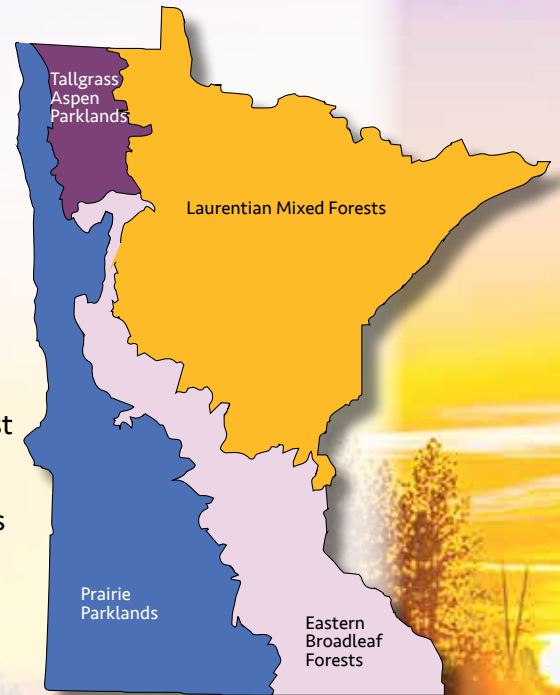 Tallgrass
Aspen
Parklands
Laurentian Mixed Forests
Prairie
Parklands
Eastern
Broadleaf
Forests